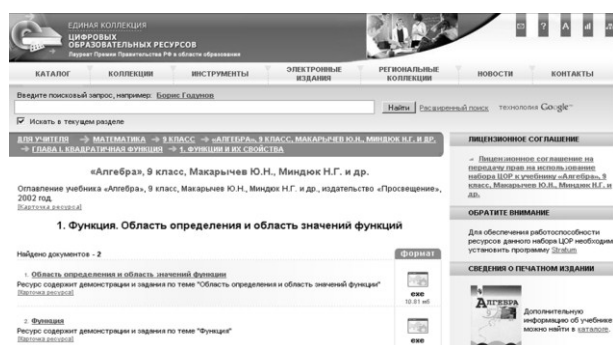 ЕДИНАЯ КОЛЛЕКЦИЯ
ЦИФРОВЫХ
ОБРАЗОВАТЕЛЬНЫХ РЕСУРСОВ
Лауреат Премии Правительства РФ в области образования
КАТАЛОГ КОЛЛЕКЦИИ ИНСТРУМЕНТЫ ЭЛЕКТРОННЫЕ ИЗДАНИЯ РЕГИОНАЛЬНЫЕ КОЛЛЕКЦИИ НОВОСТИ КОНТАКТЫ
Введите поисковый запрос, например: Борис Годунов
Найти Расширенный поиск технология Google™
Искать в текущем разделе
ДЛЯ УЧИТЕЛЯ → МАТЕМАТИКА → 9 КЛАСС → «АЛГЕБРА», 9 КЛАСС, МАКАРЫЧЕВ Ю.Н., МИНДЮК Н.Г. И ДР.
→ ГЛАВА I. КВАДРАТИЧНАЯ ФУНКЦИЯ → 1. ФУНКЦИИ И ИХ СВОЙСТВА
«Алгебра», 9 класс, Макарычев Ю.Н., Миндюк Н.Г. и др.
Оглавление учебника «Алгебра», 9 класс, Макарычев Ю.Н., Миндюк Н.Г. и др., издательство «Просвещение»,
2002 год.
[Карточка ресурса]
1. Функция. Область определения и область значений функций
Найдено документов - 2
формат
1. Область определения и область значений функции
Ресурс содержит демонстрации и задания по теме "Область определения и область значений функции"
[Карточка ресурса]
exe
10.81 мб
2. Функция
Ресурс содержит демонстрации и задания по теме "Функция"
[Карточка ресурса]
exe
ЛИЦЕНЗИОННОЕ СОГЛАШЕНИЕ
Лицензионное соглашение на
передачу прав на использование
набора ЦОР к учебнику «Алгебра», 9
класс, Макарычев Ю.Н., Миндюк Н.Г. и
др.
ОБРАТИТЕ ВНИМАНИЕ
Для обеспечения работоспособности
ресурсов данного набора ЦОР необходим
установить программу Stratum
СВЕДЕНИЯ О ПЕЧАТНОМ ИЗДАНИИ
АЛГЕБРА
Дополнительную
информацию об учебнике
можно найти в каталоге.